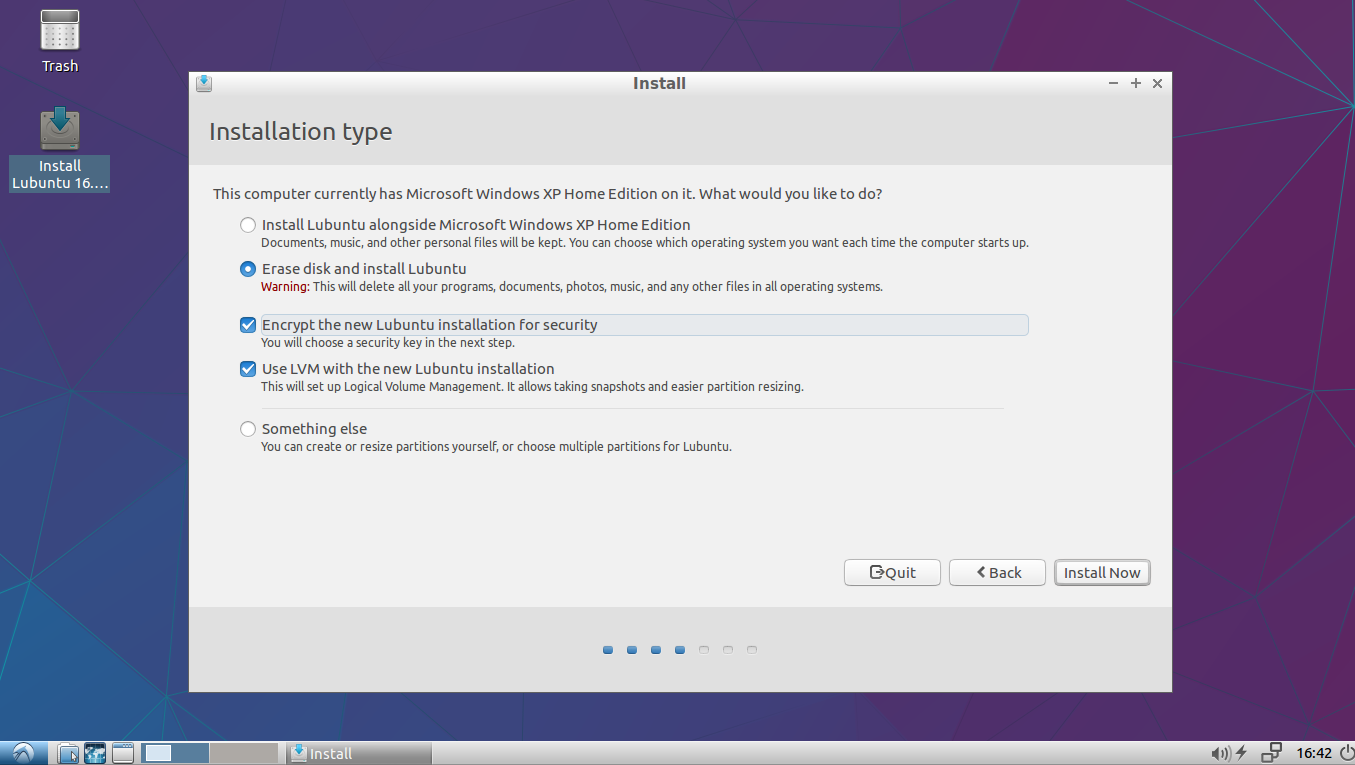 Trash
Install
Lubuntu 16....
Install
Installation type
This computer currently has Microsoft Windows XP Home Edition on it. What would you like to do?
Install Lubuntu alongside Microsoft Windows XP Home Edition
Documents, music, and other personal files will be kept. You can choose which operating system you want each time the computer starts up.
Erase disk and install Lubuntu
Warning: This will delete all your programs, documents, photos, music, and any other files in all operating systems.
Encrypt the new Lubuntu installation for security
You will choose a security key in the next step.
Use LVM with the new Lubuntu installation
This will set up Logical Volume Management. It allows taking snapshots and easier partition resizing.
Something else
You can create or resize partitions yourself, or choose multiple partitions for Lubuntu.
Quit Back Install Now
Install 16:42